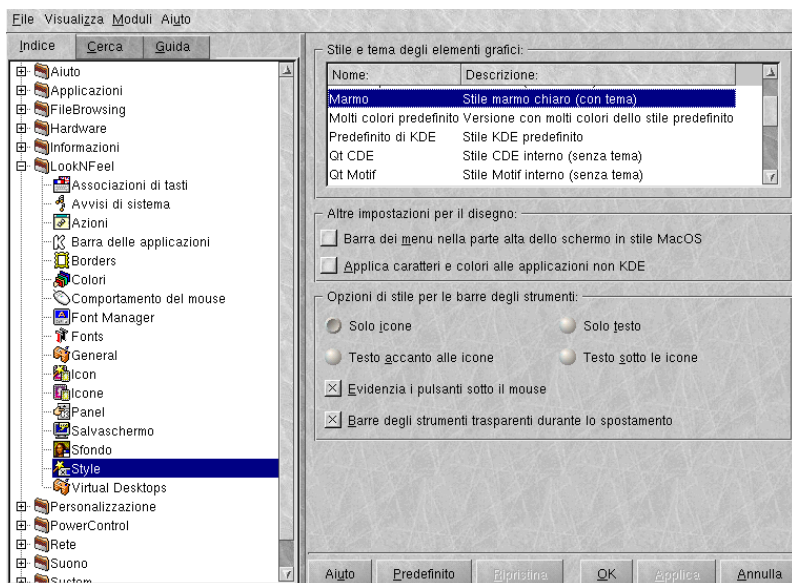 File Visualizza Moduli Aiuto
Indice Cerca Guida
Aiuto
Applicazioni
FileBrowsing
Hardware
Informazioni
LookNFeel
Associazioni di tasti
Avvisi di sistema
Azioni
Barra delle applicazioni
Borders
Colori
Comportamento del mouse
Font Manager
Fonts
General
Icon
Icone
Panel
Salvaschermo
Sfondo
Style
Virtual Desktops
Personalizzazione
PowerControl
Rete
Suono
System
Stile e tema degli elementi grafici:
Nome: Descrizione:
Marmo Stile marmo chiaro (con tema)
Molti colori predefinito Versione con molti colori dello stile predefinito
Predefinito di KDE Stile KDE predefinito
Qt CDE Stile CDE interno (senza tema)
Qt Motif Stile Motif interno (senza tema)
Altre impostazioni per il disegno:
Barra dei menu nella parte alta dello schermo in stile MacOS
Applica caratteri e colori alle applicazioni non KDE
Opzioni di stile per le barre degli strumenti:
Solo icone Solo testo
Testo accanto alle icone Testo sotto le icone
Evidenzia i pulsanti sotto il mouse
Barre degli strumenti trasparenti durante lo spostamento
Aiuto Predefinito Ripristina OK Applica Annulla